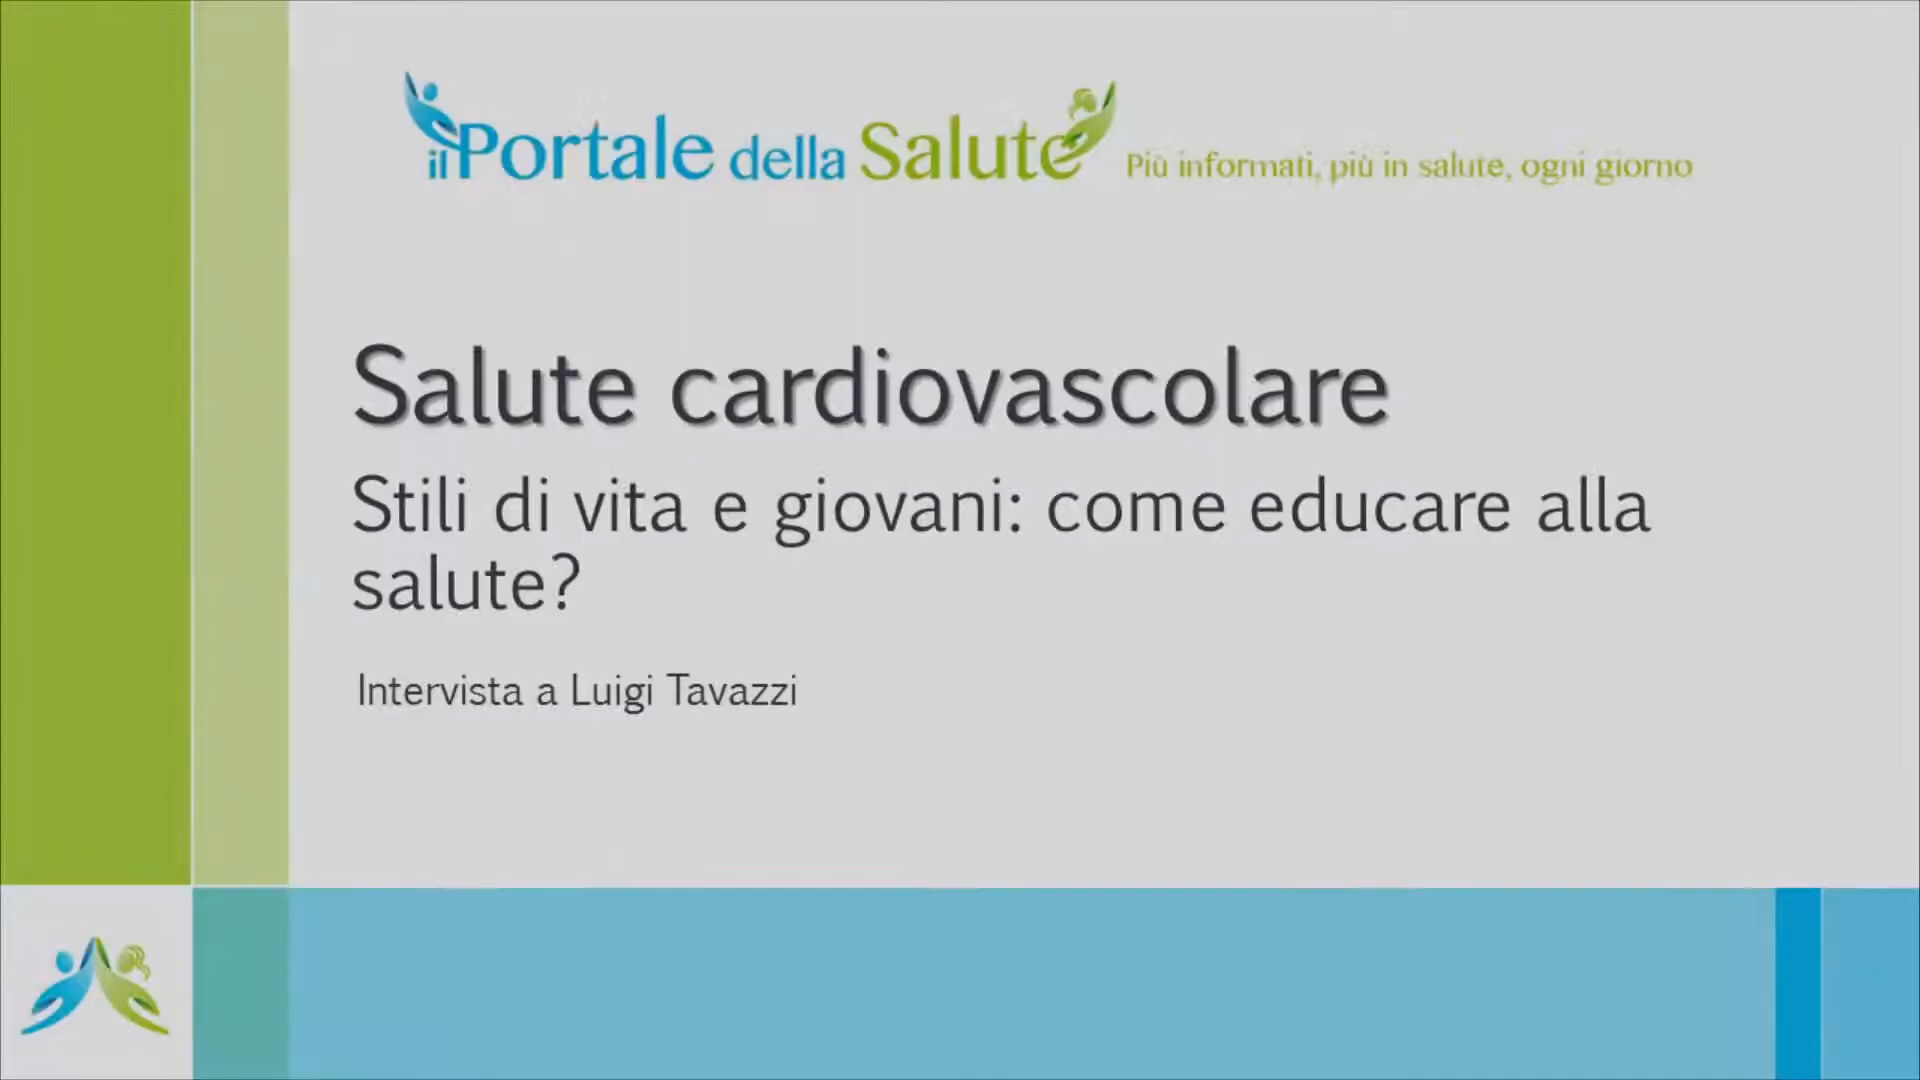 il Portale della Salute Più informati, più in salute, ogni giorno
Salute cardiovascolare
Stili di vita e giovani: come educare alla
salute?
Intervista a Luigi Tavazzi